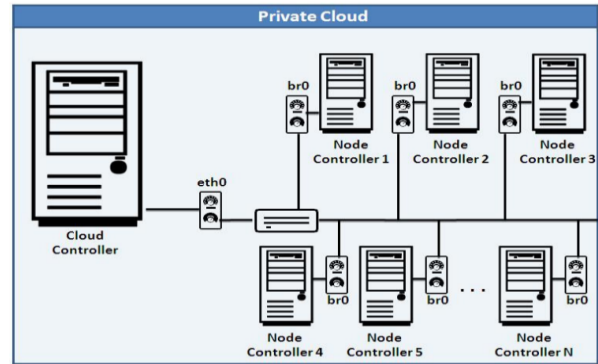 Private Cloud
br0
br0
br0
Node
Controller 1
Node
Controller 2
Node
Controller 3
eth0
Cloud
Controller
br0
br0
. . .
br0
Node
Controller 4
Node
Controller 5
Node
Controller N